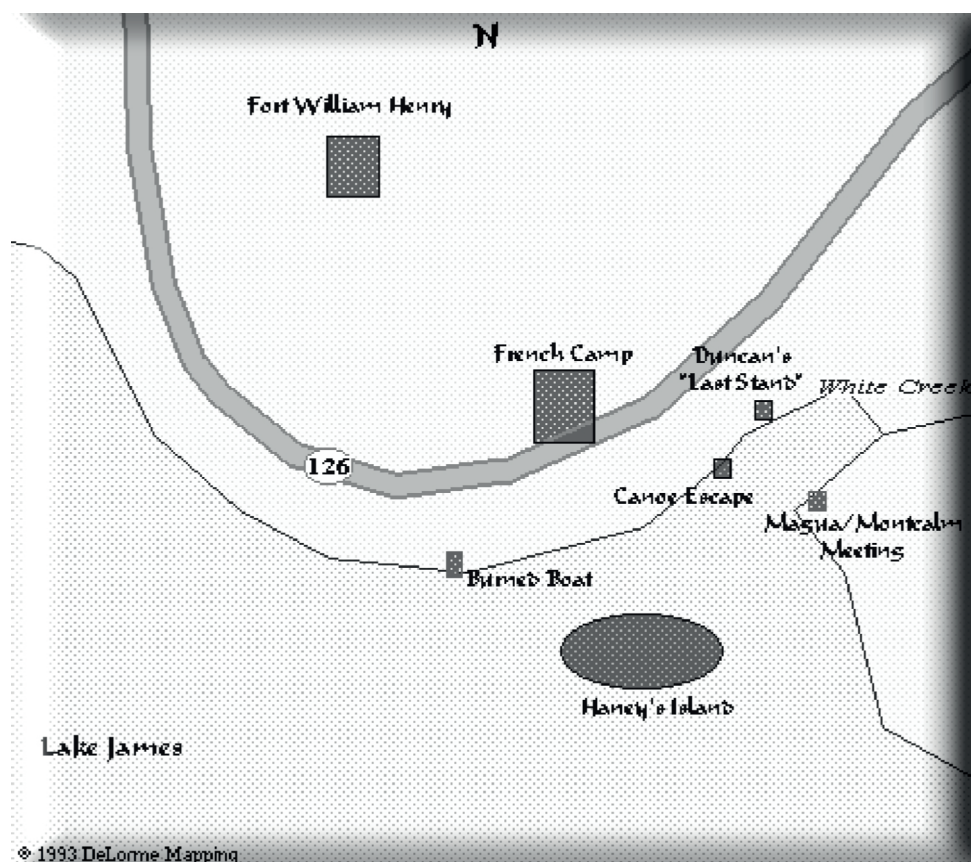 N
Fort William Henry
French Camp
Duncan's
"Last Stand"
White Creek
126
Canoe Escape
Magua/Montcalm
Meeting
Burned Boat
Haney's Island
Lake James
© 1993 DeLorme Mapping